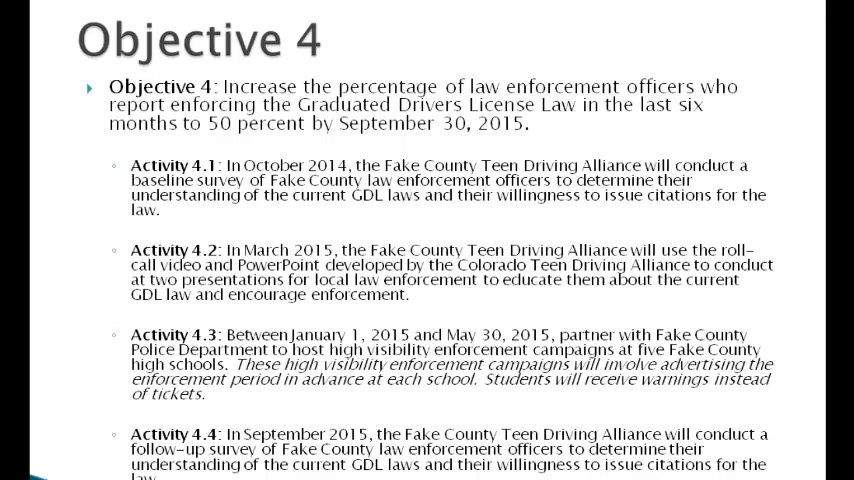 Objective 4
Objective 4: Increase the percentage of law enforcement officers who
report enforcing the Graduated Drivers License Law in the last six
months to 50 percent by September 30, 2015.
Activity 4.1: In October 2014, the Fake County Teen Driving Alliance will conduct a
baseline survey of Fake County law enforcement officers to determine their
understanding of the current GDL laws and their willingness to issue citations for the
law.
Activity 4.2: In March 2015, the Fake County Teen Driving Alliance will use the roll-
call video and PowerPoint developed by the Colorado Teen Driving Alliance to conduct
at two presentations for local law enforcement to educate them about the current
GDL law and encourage enforcement.
Activity 4.3: Between January 1, 2015 and May 30, 2015, partner with Fake County
Police Department to host high visibility enforcement campaigns at five Fake County
high schools. These high visibility enforcement campaigns will involve advertising the
enforcement period in advance at each school. Students will receive warnings instead
of tickets.
Activity 4.4: In September 2015, the Fake County Teen Driving Alliance will conduct a
follow-up survey of Fake County law enforcement officers to determine their
understanding of the current GDL laws and their willingness to issue citations for the
law